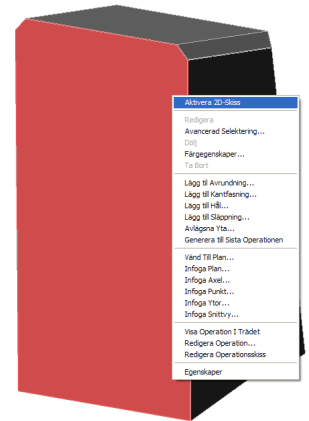 Aktivera 2D-Skiss
Redigera
Avancerad Selektering...
Dölj
Färgegenskaper...
Ta Bort
Lägg til Avrundning...
Lägg till Kantfasning...
Lägg till Hål...
Lägg till Släppning...
Avlägsna Yta...
Generera till Sista Operationen
Vänd Till Plan...
Infoga Plan...
Infoga Axel...
Infoga Punkt...
Infoga Ytor...
Infoga Snittvy...
Visa Operation I Trädet
Redigera Operation...
Redigera Operationsskiss
Egenskaper